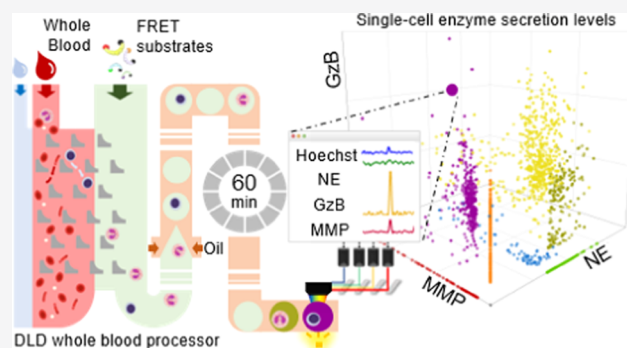 Whole
Blood
FRET
substrates
Single-cell enzyme secretion levels
GzB
Hoechst
NE
GzB
MMP
60
min
Oil
MMP
NE
DLD whole blood processor